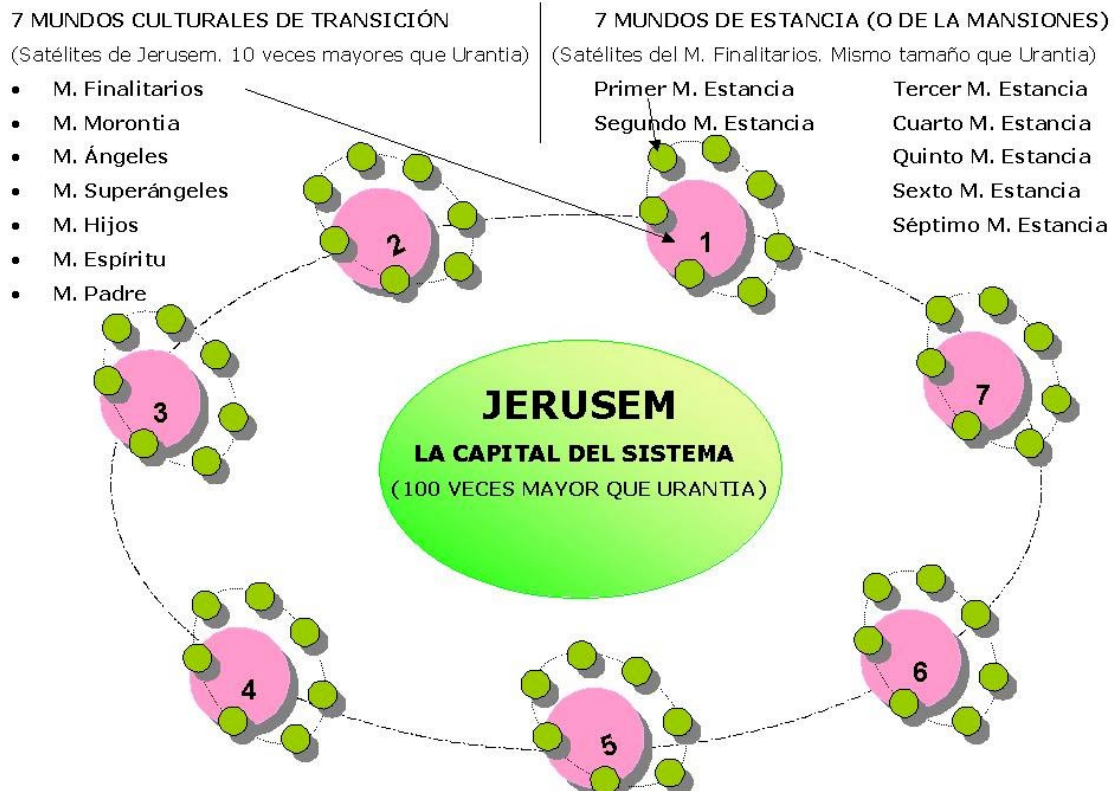 7 MUNDOS CULTURALES DE TRANSICIÓN
(Satélites de Jerusem. 10 veces mayores que Urantia)
• M. Finalitarios
• M. Morontia
• M. Ángeles
• M. Superángeles
• M. Hijos
• M. Espíritu
• M. Padre
7 MUNDOS DE ESTANCIA (O DE LA MANSIONES)
(Satélites del M. Finalitarios. Mismo tamaño que Urantia)
Primer M. Estancia
Segundo M. Estancia
Tercer M. Estancia
Cuarto M. Estancia
Quinto M. Estancia
Sexto M. Estancia
Séptimo M. Estancia
2
1
3
7
JERUSEM
LA CAPITAL DEL SISTEMA
(100 VECES MAYOR QUE URANTIA)
4
6
5